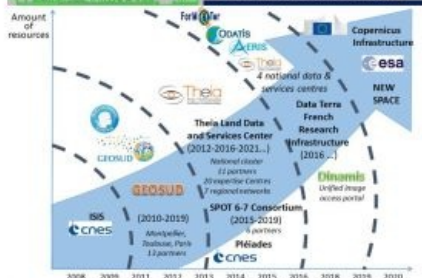 Amount
of
resources
ODATIS
AERIS
Theia
4 national data &
services centres
Copernicus
Infrastructure
esa
NEW
SPACE
Theia
Theia Land Data
and Services Center
(2012-2016-2021...)
National cluster
11 partners
20 expertise Centres
7 regional networks
Data Terra
French
Research
Infrastructure
(2016 ...)
GEOSUD
GEOSUD
(2010-2019)
Montpellier,
Toulouse, Paris
13 partners
ISIS
cnes
SPOT 6-7 Consortium
(2015-2019)
6 partners
Pléiades
cnes
Dinamis
Unified image
access portal
2008 2009 2011 2012 2013 2014 2015 2016 2018 2019 2020